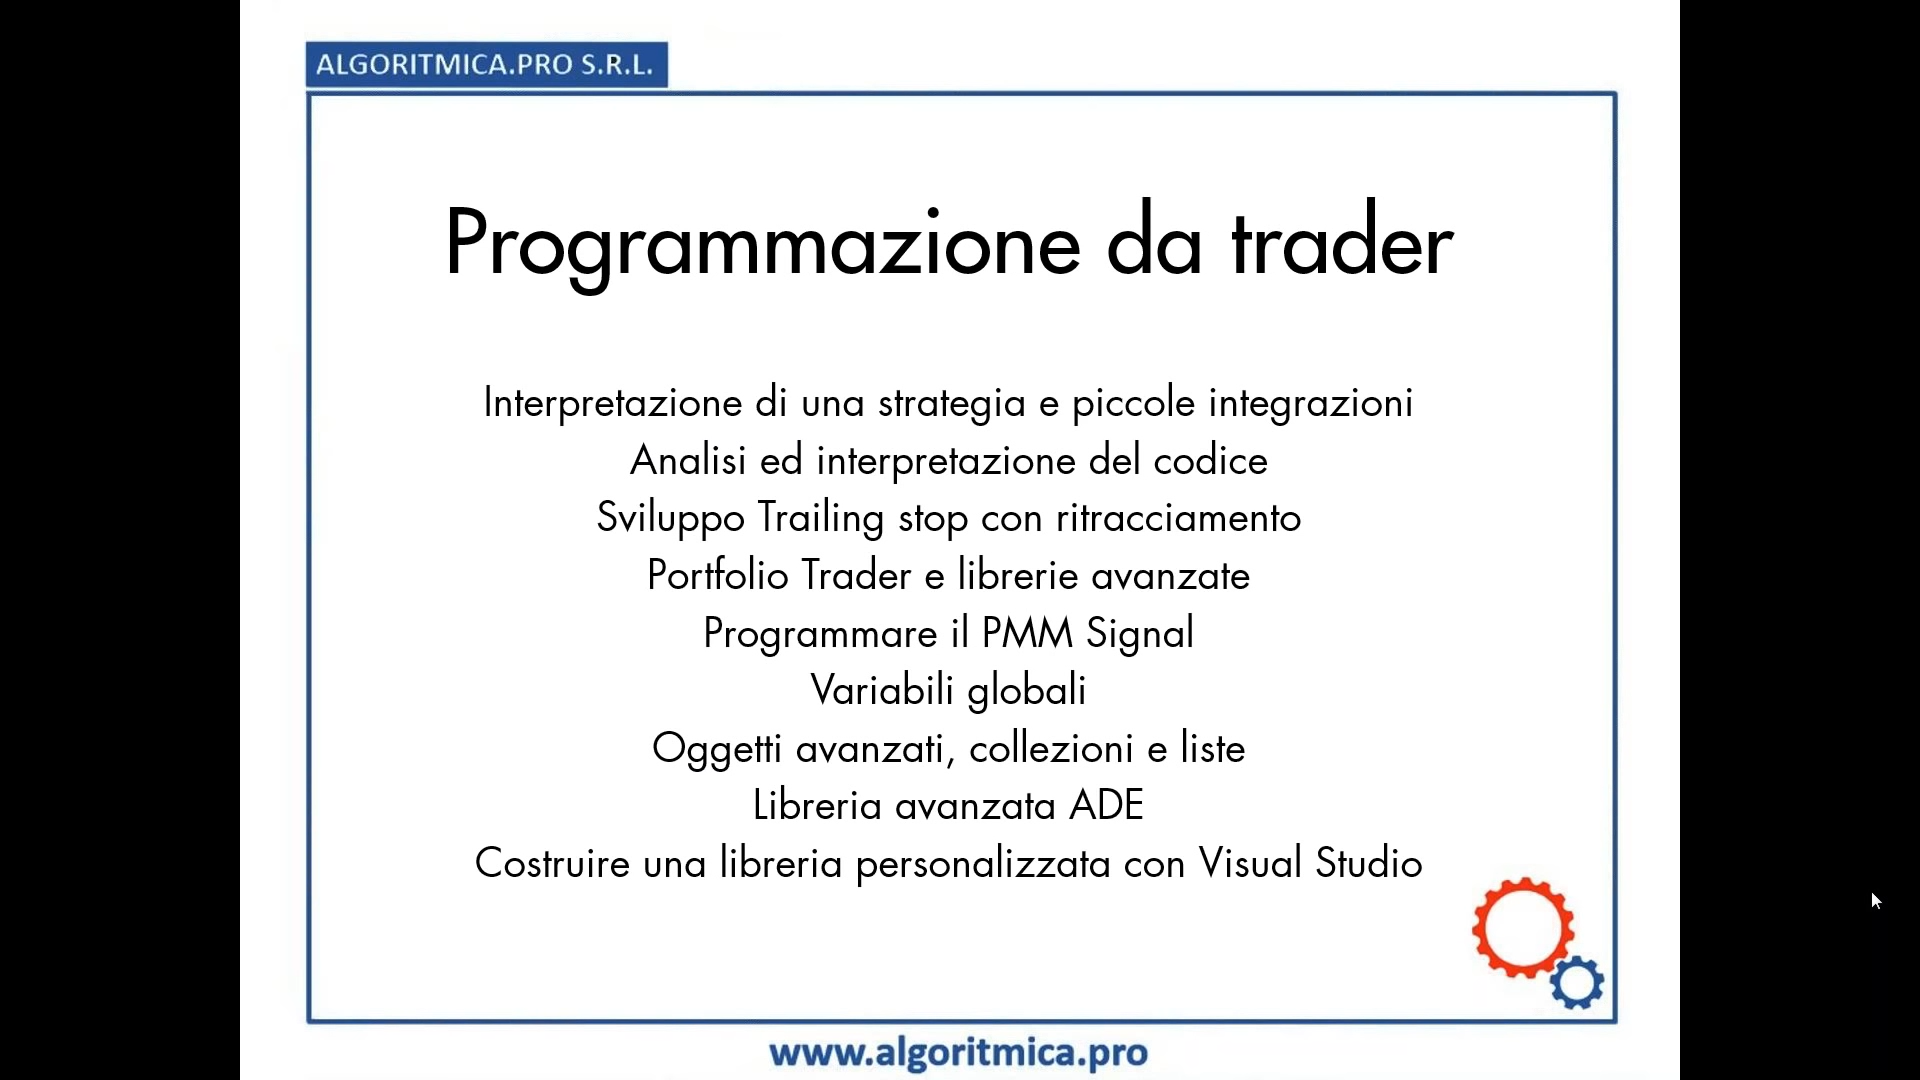 ALGORITMICA.PRO S.R.L.
Programmazione da trader
Interpretazione di una strategia e piccole integrazioni
Analisi ed interpretazione del codice
Sviluppo Trailing stop con ritracciamento
Portfolio Trader e librerie avanzate
Programmare il PMM Signal
Variabili globali
Oggetti avanzati, collezioni e liste
Libreria avanzata ADE
Costruire una libreria personalizzata con Visual Studio
www.algoritmica.pro